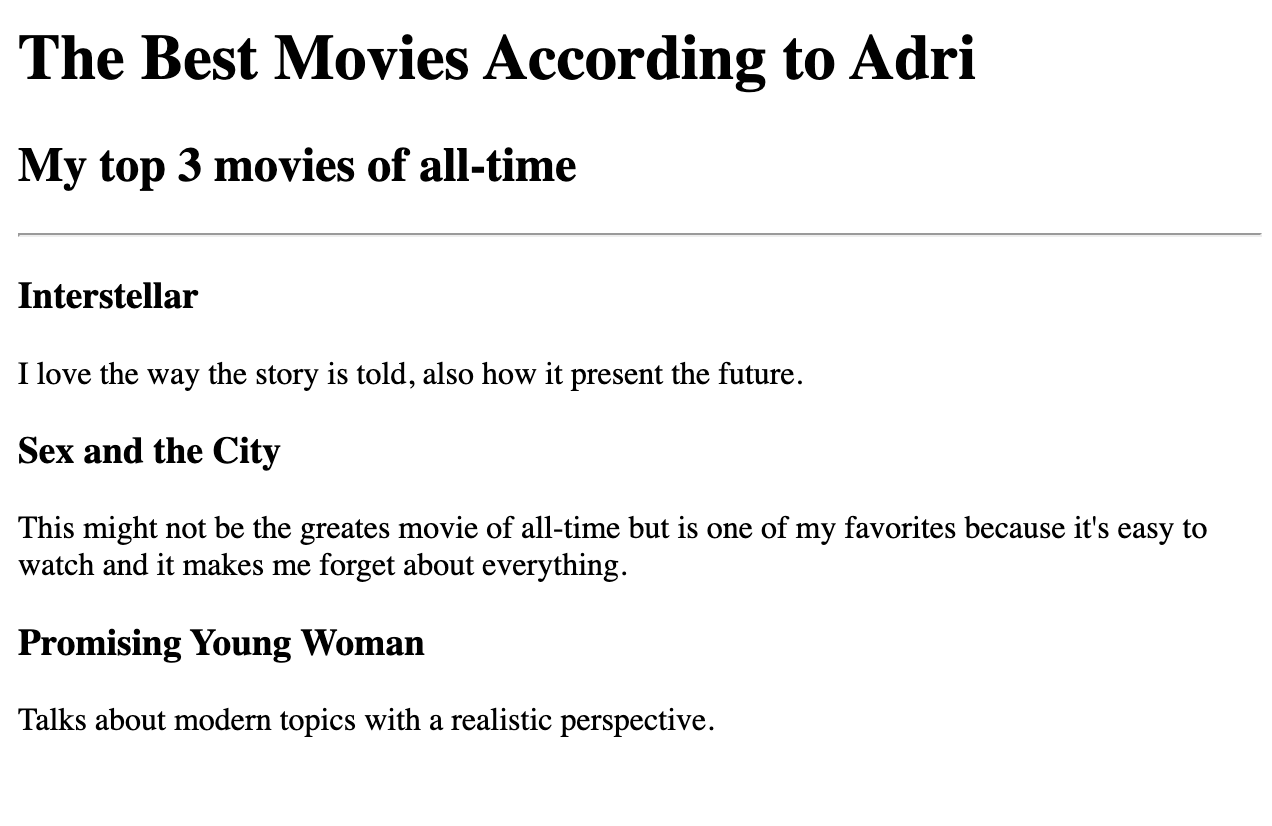 The Best Movies According to Adri
My top 3 movies of all-time
Interstellar
I love the way the story is told, also how it present the future.
Sex and the City
This might not be the greates movie of all-time but is one of my favorites because it's easy to
watch and it makes me forget about everything.
Promising Young Woman
Talks about modern topics with a realistic perspective.